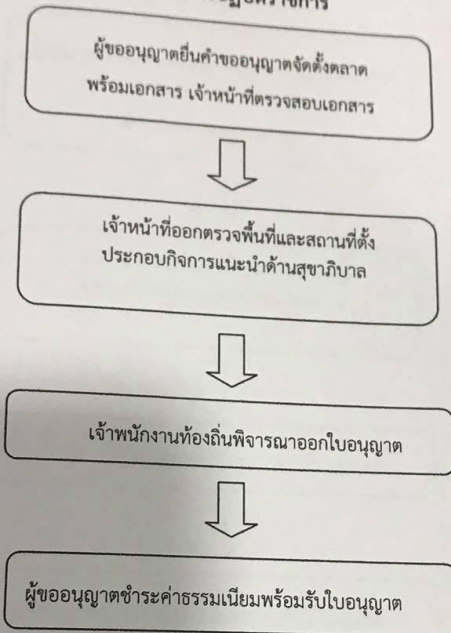 ผู้ขออนุญาตยื่นคำขออนุญาตจัดตั้งตลาด
พร้อมเอกสาร เจ้าหน้าที่ตรวจสอบเอกสาร
เจ้าหน้าที่ออกตรวจพื้นที่และสถานที่ตั้ง
ประกอบกิจการแนะนำด้านสุขาภิบาล
เจ้าพนักงานท้องถิ่นพิจารณาออกใบอนุญาต
ผู้ขออนุญาตชำระค่าธรรมเนียมพร้อมรับใบอนุญาต